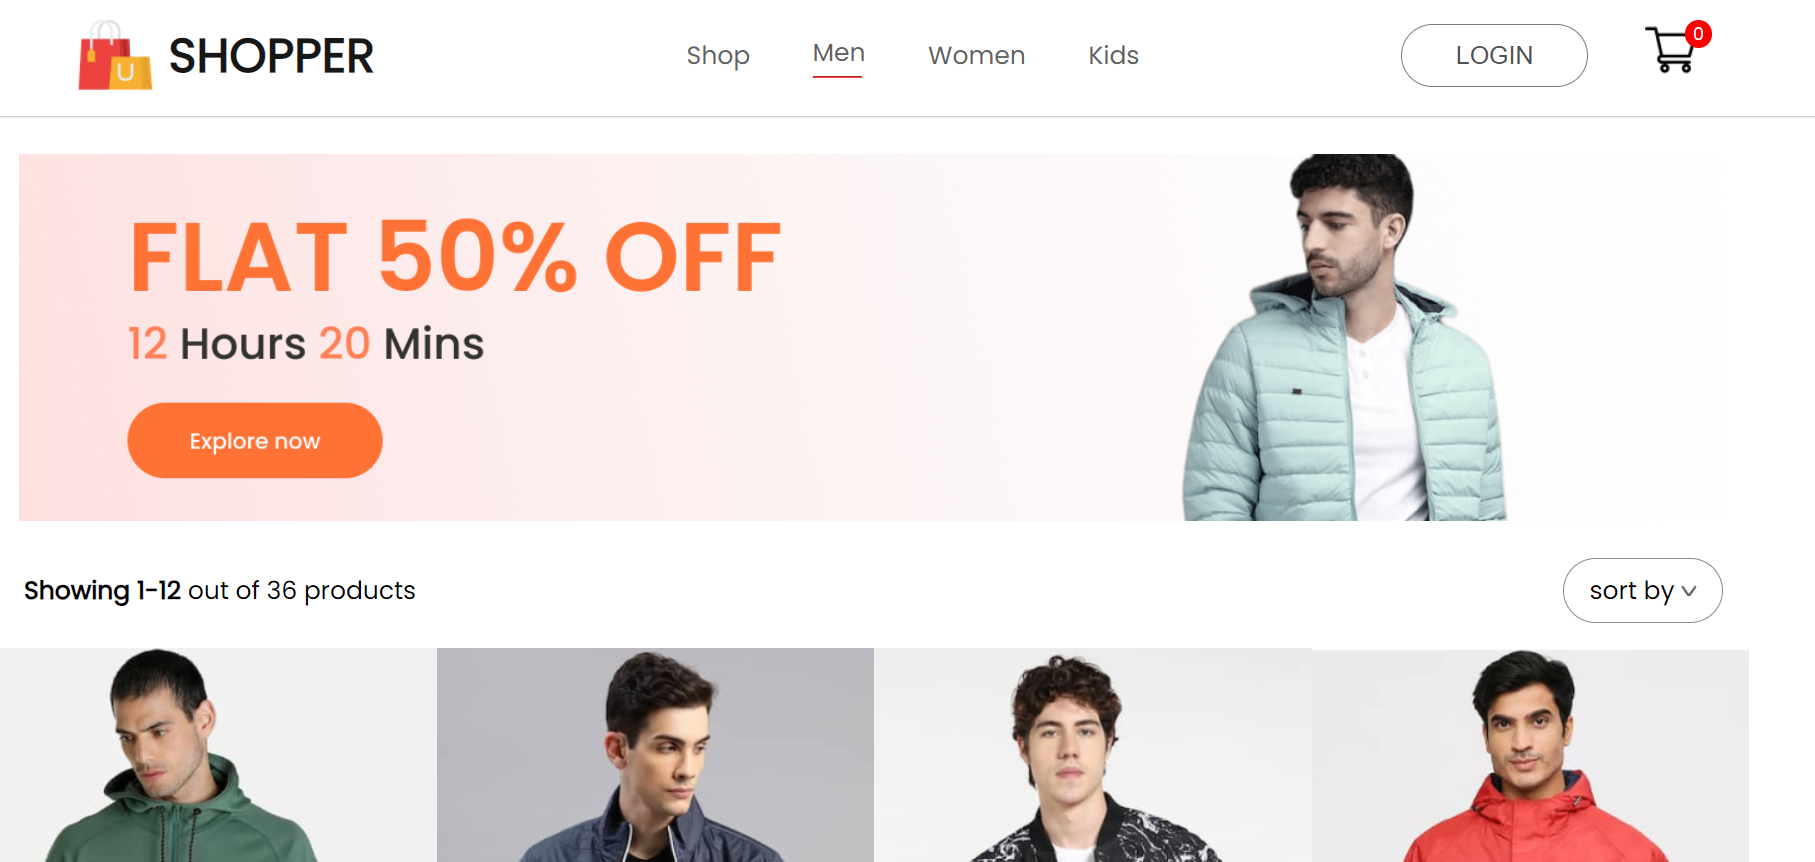 U SHOPPER
Shop Men Women Kids
LOGIN
0
FLAT 50% OFF
12 Hours 20 Mins
Explore now
Showing 1-12 out of 36 products
sort by